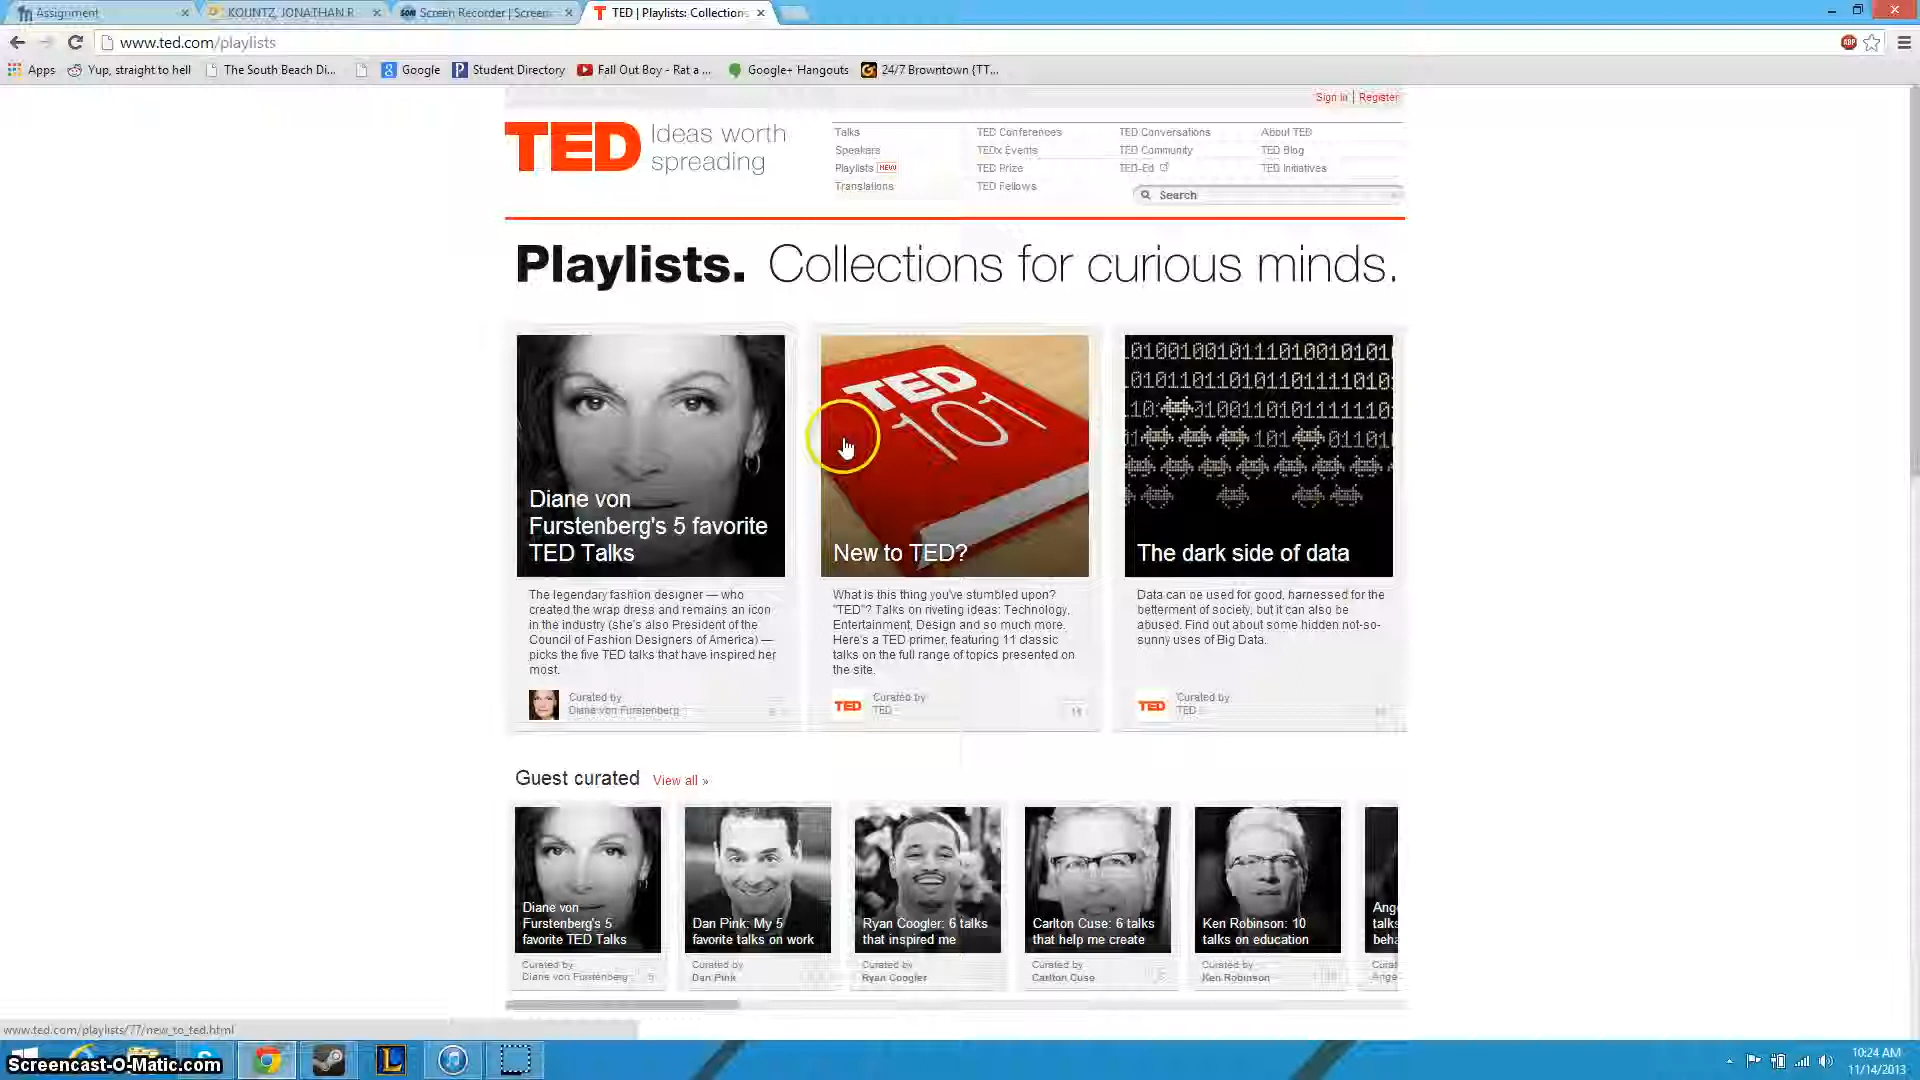 Assignment
KOUNTZ, JONATHAN R
Screen Recorder | Screen
TED | Playlists: Collections
www.ted.com/playlists
ABP
Apps
Yup, straight to hell
The South Beach Di...
Google
Student Directory
Fall Out Boy - Rat a ...
Google+ Hangouts
24/7 Browntown {TT...
Sign In | Register
TED Ideas worth
spreading
Talks
Speakers
Playlists NEW
Translations
TED Conferences
TEDx Events
TED Prize
TED Fellows
TED Conversations
TED Community
TED-Ed
About TED
TED Blog
TED Initiatives
Search
Playlists. Collections for curious minds.
Diane von
Furstenberg's 5 favorite
TED Talks
The legendary fashion designer — who
created the wrap dress and remains an icon
in the industry (she's also President of the
Council of Fashion Designers of America) —
picks the five TED talks that have inspired her
most.
Curated by
Diane von Furstenberg
TED
101
New to TED?
What is this thing you've stumbled upon?
"TED"? Talks on riveting ideas: Technology,
Entertainment, Design and so much more.
Here's a TED primer, featuring 11 classic
talks on the full range of topics presented on
the site.
TED
Curated by
TED
The dark side of data
Data can be used for good, harnessed for the
betterment of society, but it can also be
abused. Find out about some hidden not-so-
sunny uses of Big Data.
TED
Curated by
TED
Guest curated View all »
Diane von
Furstenberg's 5
favorite TED Talks
Curated by
Diane von Furstenberg 5
Dan Pink: My 5
favorite talks on work
Curated by
Dan Pink
Ryan Coogler: 6 talks
that inspired me
Curated by
Ryan Coogler
Carlton Cuse: 6 talks
that help me create
Curated by
Carlton Cuse
Ken Robinson: 10
talks on education
Curated by
Ken Robinson
Ange
talks
beha
Curat
Ange
www.ted.com/playlists/77/new_to_ted.html
Screencast-O-Matic.com
L
10:24 AM
11/14/2013